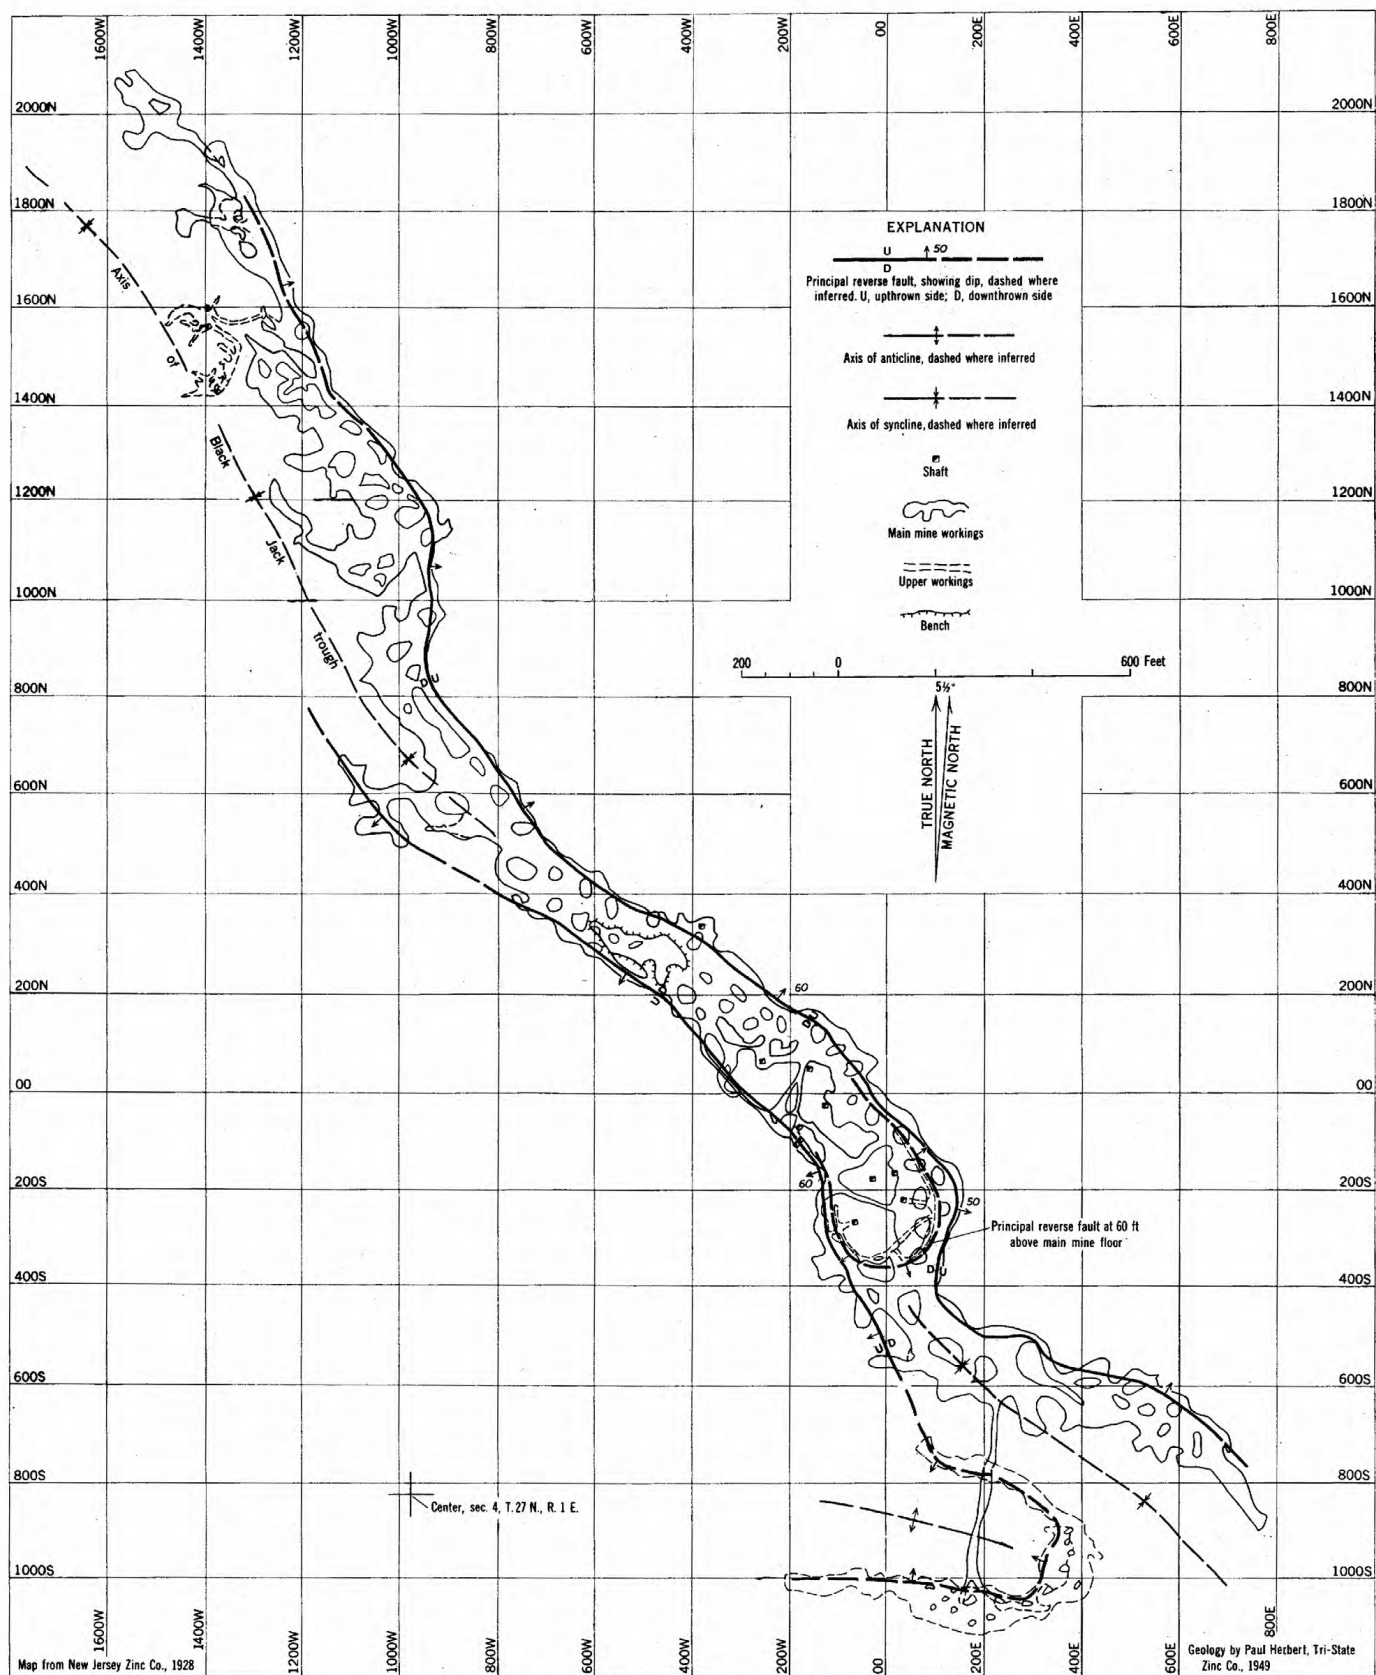 1600W 1400W 1200W 1000W 800W 600W 400W 200W 00 200E 400E 600E 800E
2000N 2000N
1800N 1800N
EXPLANATION
U 50
D
Principal reverse fault, showing dip, dashed where
inferred. U, upthrown side; D, downthrown side
Axis of anticline, dashed where inferred
Axis of syncline, dashed where inferred
Shaft
Main mine workings
Upper workings
Bench
Axis
of
Black
Jack
trough
1600N 1600N
1400N 1400N
1200N 1200N
1000N 1000N
200 0 600 Feet
5½°
TRUE NORTH
MAGNETIC NORTH
D U
800N 800N
600N 600N
400N 400N
200N 200N
U D
60
D U
00 00
60
50
200S 200S
Principal reverse fault at 60 ft
above main mine floor
D U
400S 400S
U D
600S 600S
800S 800S
Center, sec. 4, T. 27 N., R. 1 E.
1000S 1000S
1600W 1400W 1200W 1000W 800W 600W 400W 200W 00 200E 400E 600E 800E
Map from New Jersey Zinc Co., 1928
Geology by Paul Herbert, Tri-State
Zinc Co., 1949